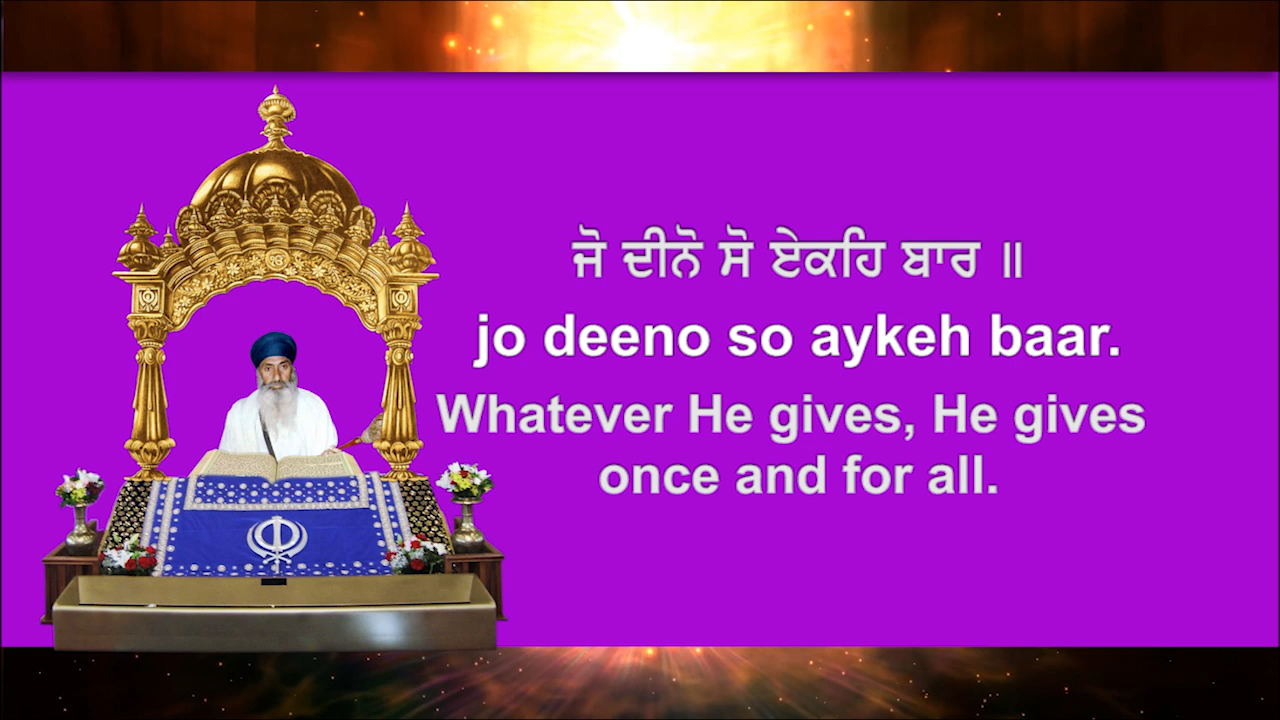 ਜੋ ਦੀਨੋ ਸੋ ਏਕਹਿ ਬਾਰ ॥
jo deeno so aykeh baar.
Whatever He gives, He gives
once and for all.